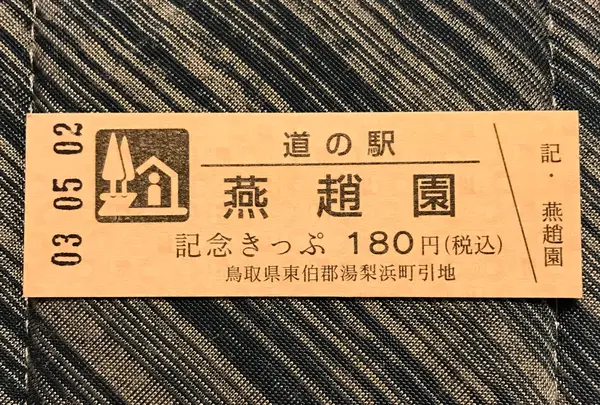 03 05 02
道の駅
燕趙園
記念きっぷ 180円(税込)
鳥取県東伯郡湯梨浜町引地
記・燕趙園